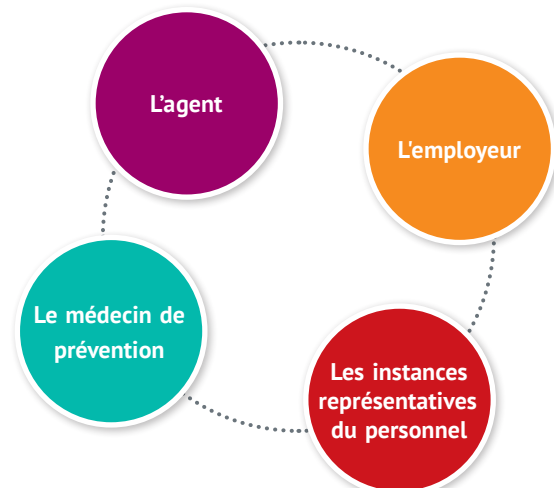 L’agent
L'employeur
Le médecin de
prévention
Les instances
représentatives
du personnel